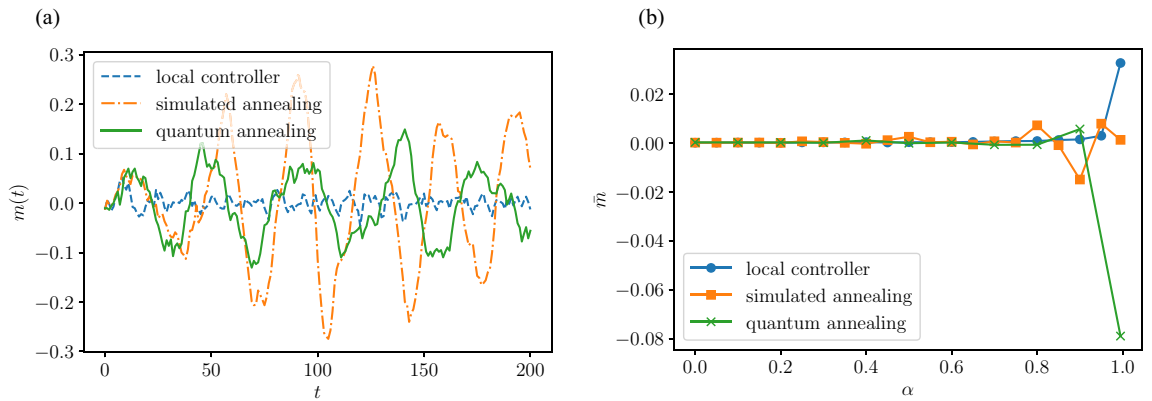 (a)
0.3
0.2
0.1
0.0
−0.1
−0.2
−0.3
m(t)
local controller
simulated annealing
quantum annealing
0 50 100 150 200
t
(b)
0.02
0.00
−0.02
−0.04
−0.06
−0.08
m̄
local controller
simulated annealing
quantum annealing
0.0 0.2 0.4 0.6 0.8 1.0
α